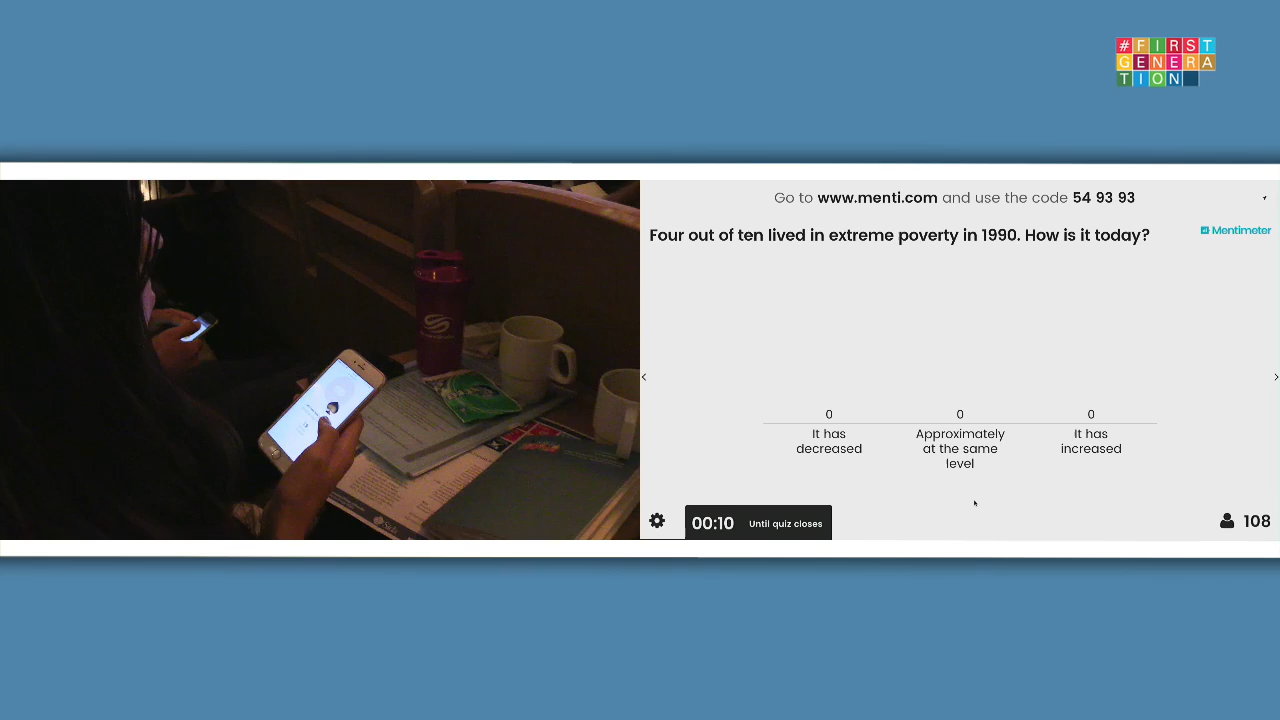 #FIRST
GENERA
TION
Go to www.menti.com and use the code 54 93 93
Four out of ten lived in extreme poverty in 1990. How is it today?
Mentimeter
0
It has
decreased
0
Approximately
at the same
level
0
It has
increased
00:10 Until quiz closes
108
Sida